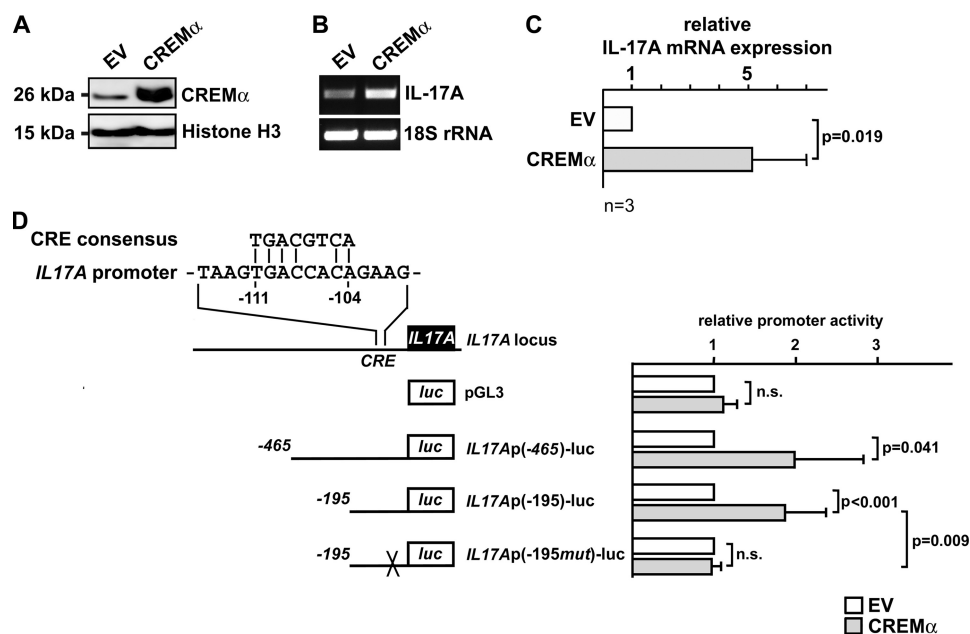 A
EV
CREMα
26 kDa
CREMα
15 kDa
Histone H3
B
EV
CREMα
IL-17A
18S rRNA
C
relative
IL-17A mRNA expression
1 5
EV
CREMα
p=0.019
n=3
D
CRE consensus TGACGTCA
IL17A promoter -TAAGTGACCACAGAAG-
-111 -104
IL17A IL17A locus
CRE
relative promoter activity
1 2 3
luc pGL3
n.s.
-465 luc IL17Ap(-465)-luc
p=0.041
-195 luc IL17Ap(-195)-luc
p<0.001
p=0.009
-195 luc IL17Ap(-195mut)-luc
n.s.
EV
CREMα